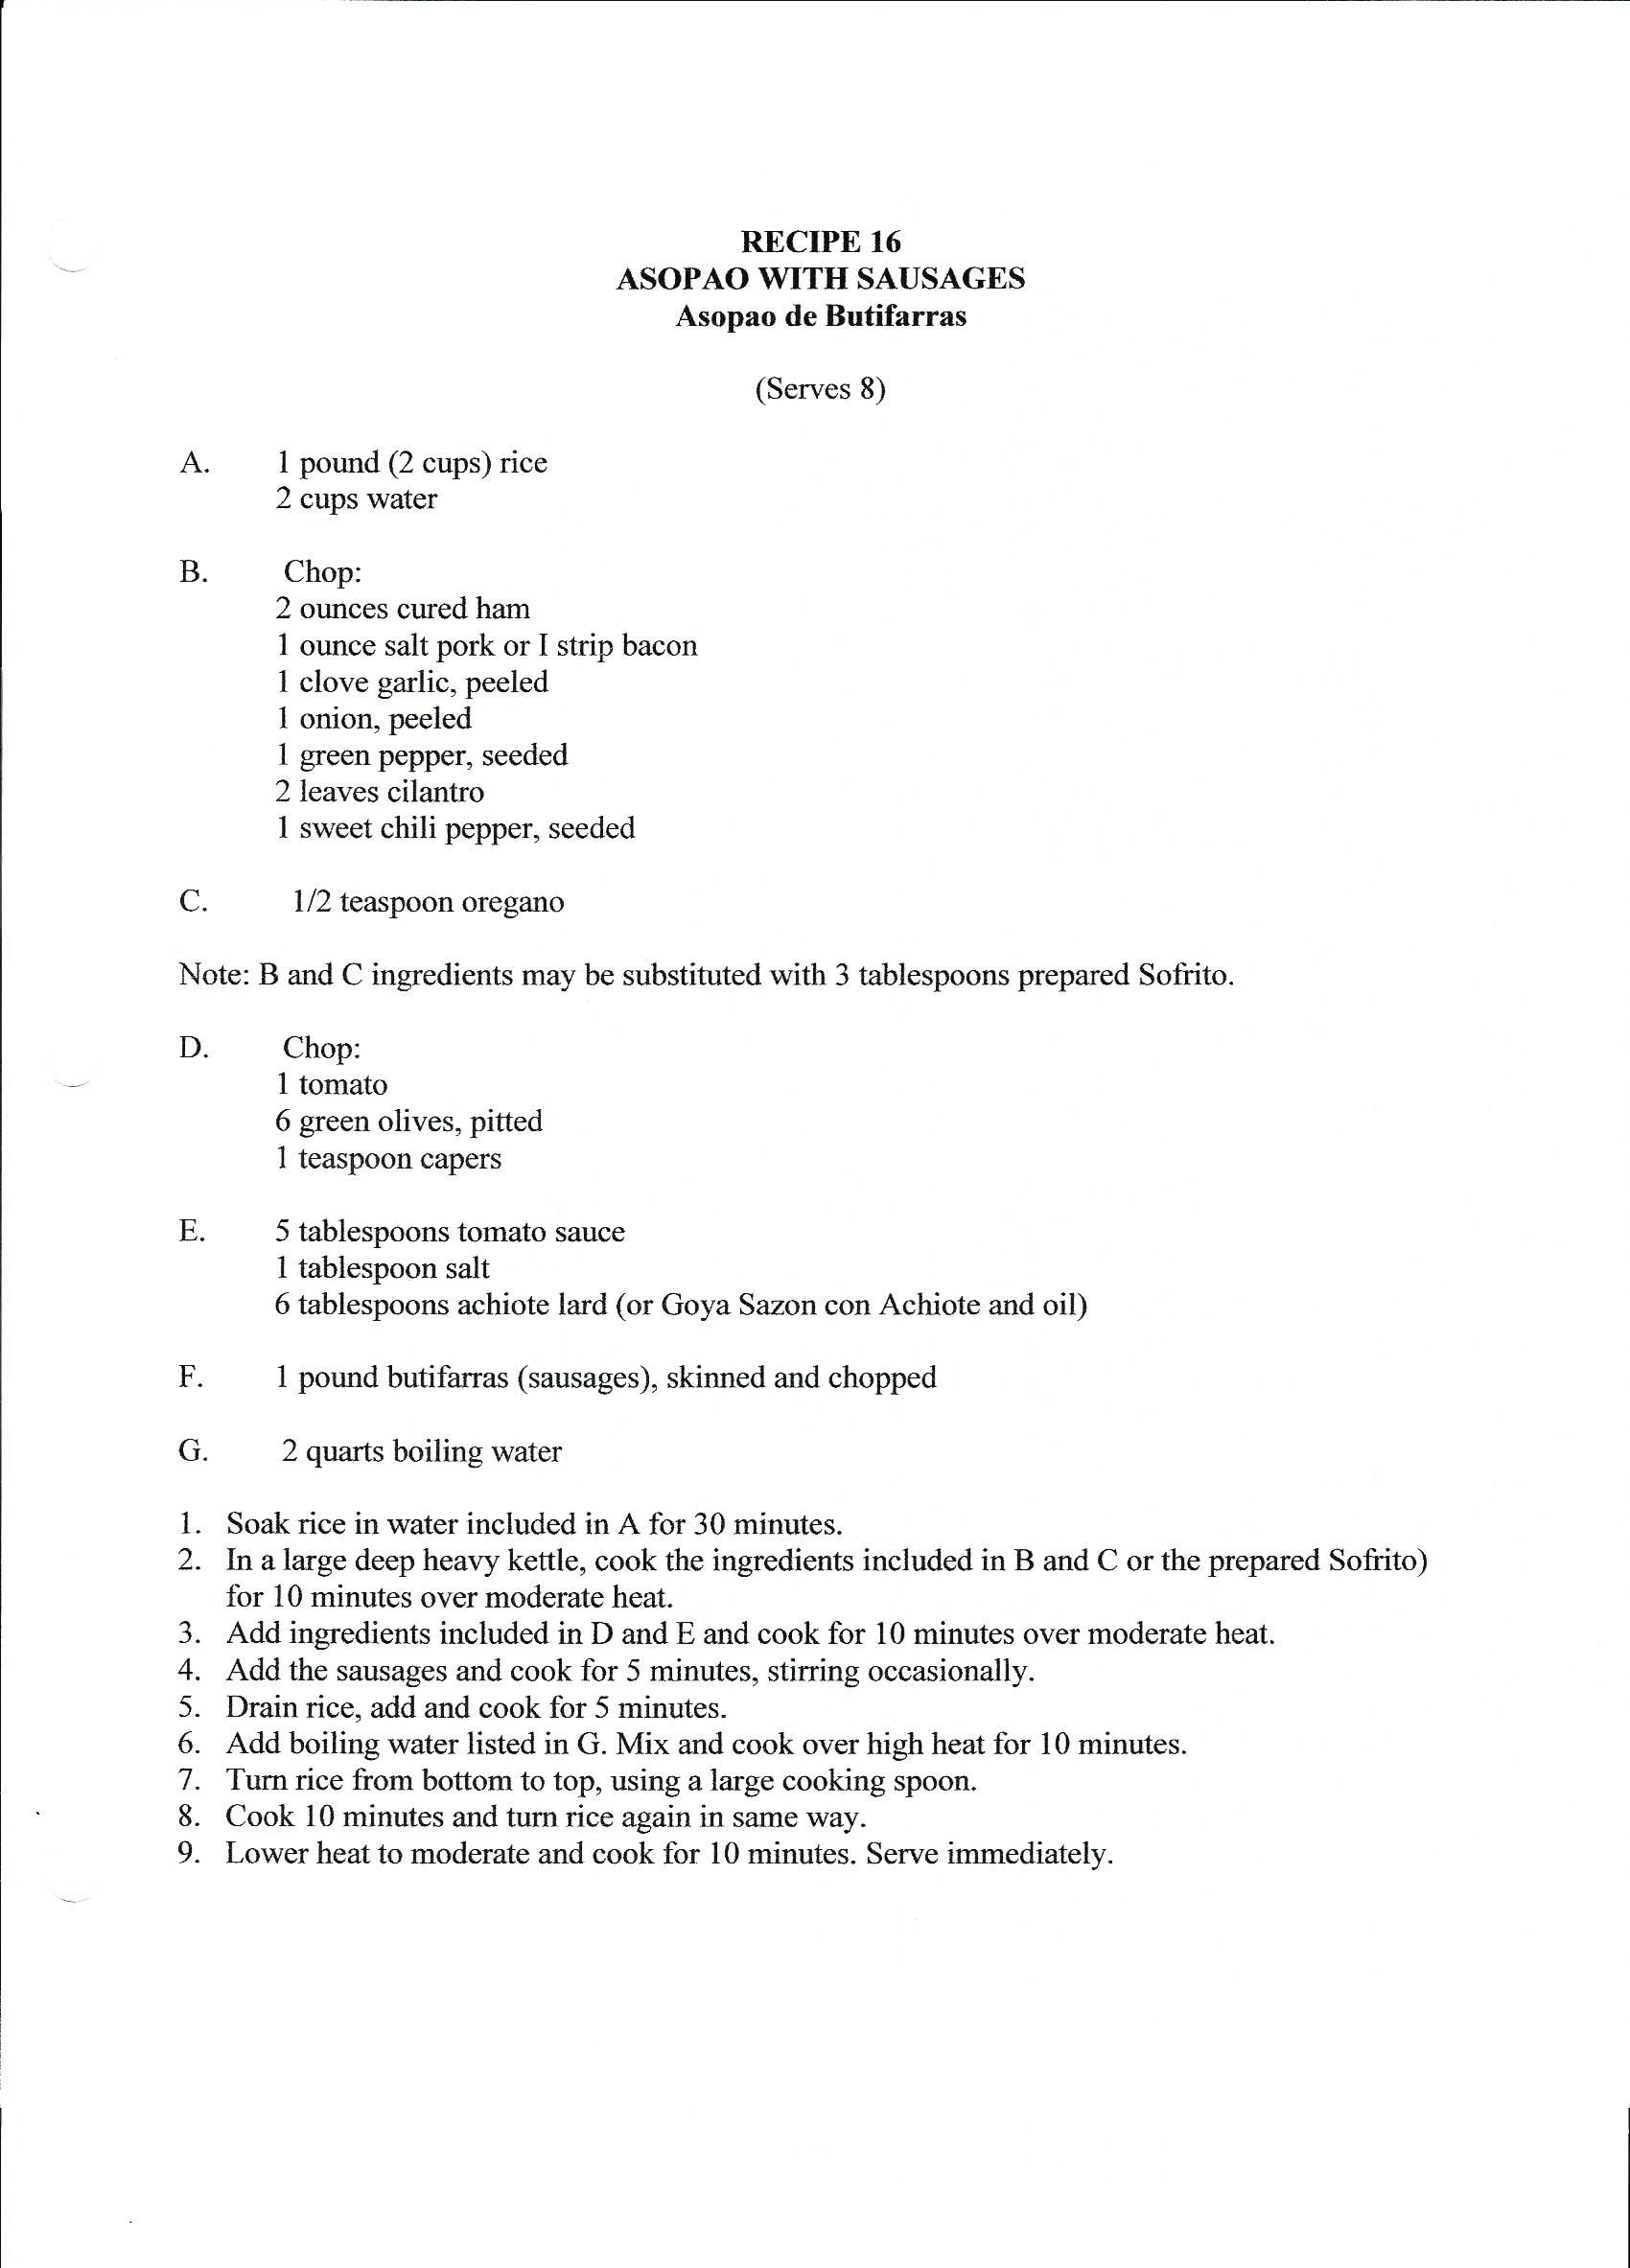 RECIPE 16
ASOPAO WITH SAUSAGES
Asopao de Butifarras
(Serves 8)
A. 1 pound (2 cups) rice
2 cups water
B. Chop:
2 ounces cured ham
1 ounce salt pork or I strip bacon
1 clove garlic, peeled
1 onion, peeled
1 green pepper, seeded
2 leaves cilantro
1 sweet chili pepper, seeded
C. 1/2 teaspoon oregano
Note: B and C ingredients may be substituted with 3 tablespoons prepared Sofrito.
D. Chop:
1 tomato
6 green olives, pitted
1 teaspoon capers
E. 5 tablespoons tomato sauce
1 tablespoon salt
6 tablespoons achiote lard (or Goya Sazon con Achiote and oil)
F. 1 pound butifarras (sausages), skinned and chopped
G. 2 quarts boiling water
1. Soak rice in water included in A for 30 minutes.
2. In a large deep heavy kettle, cook the ingredients included in B and C or the prepared Sofrito)
for 10 minutes over moderate heat.
3. Add ingredients included in D and E and cook for 10 minutes over moderate heat.
4. Add the sausages and cook for 5 minutes, stirring occasionally.
5. Drain rice, add and cook for 5 minutes.
6. Add boiling water listed in G. Mix and cook over high heat for 10 minutes.
7. Turn rice from bottom to top, using a large cooking spoon.
8. Cook 10 minutes and turn rice again in same way.
9. Lower heat to moderate and cook for 10 minutes. Serve immediately.